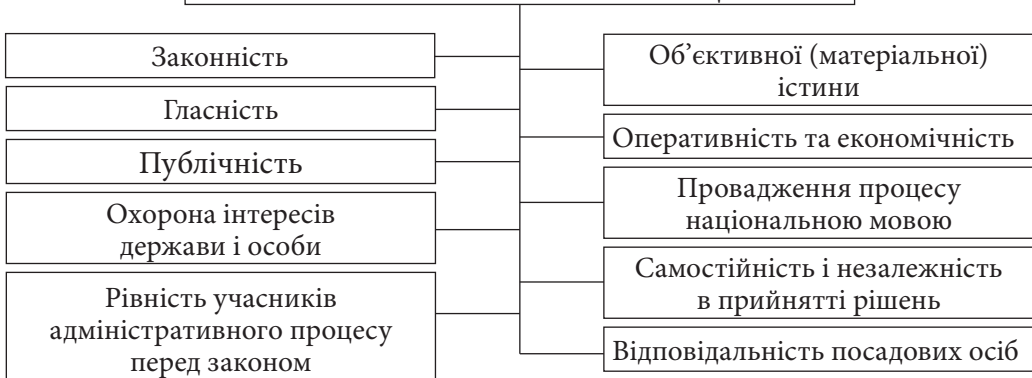 Законність
Гласність
Публічність
Охорона інтересів
держави і особи
Рівність учасників
адміністративного процесу
перед законом
Об’єктивної (матеріальної)
істини
Оперативність та економічність
Провадження процесу
національною мовою
Самостійність і незалежність
в прийнятті рішень
Відповідальність посадових осіб